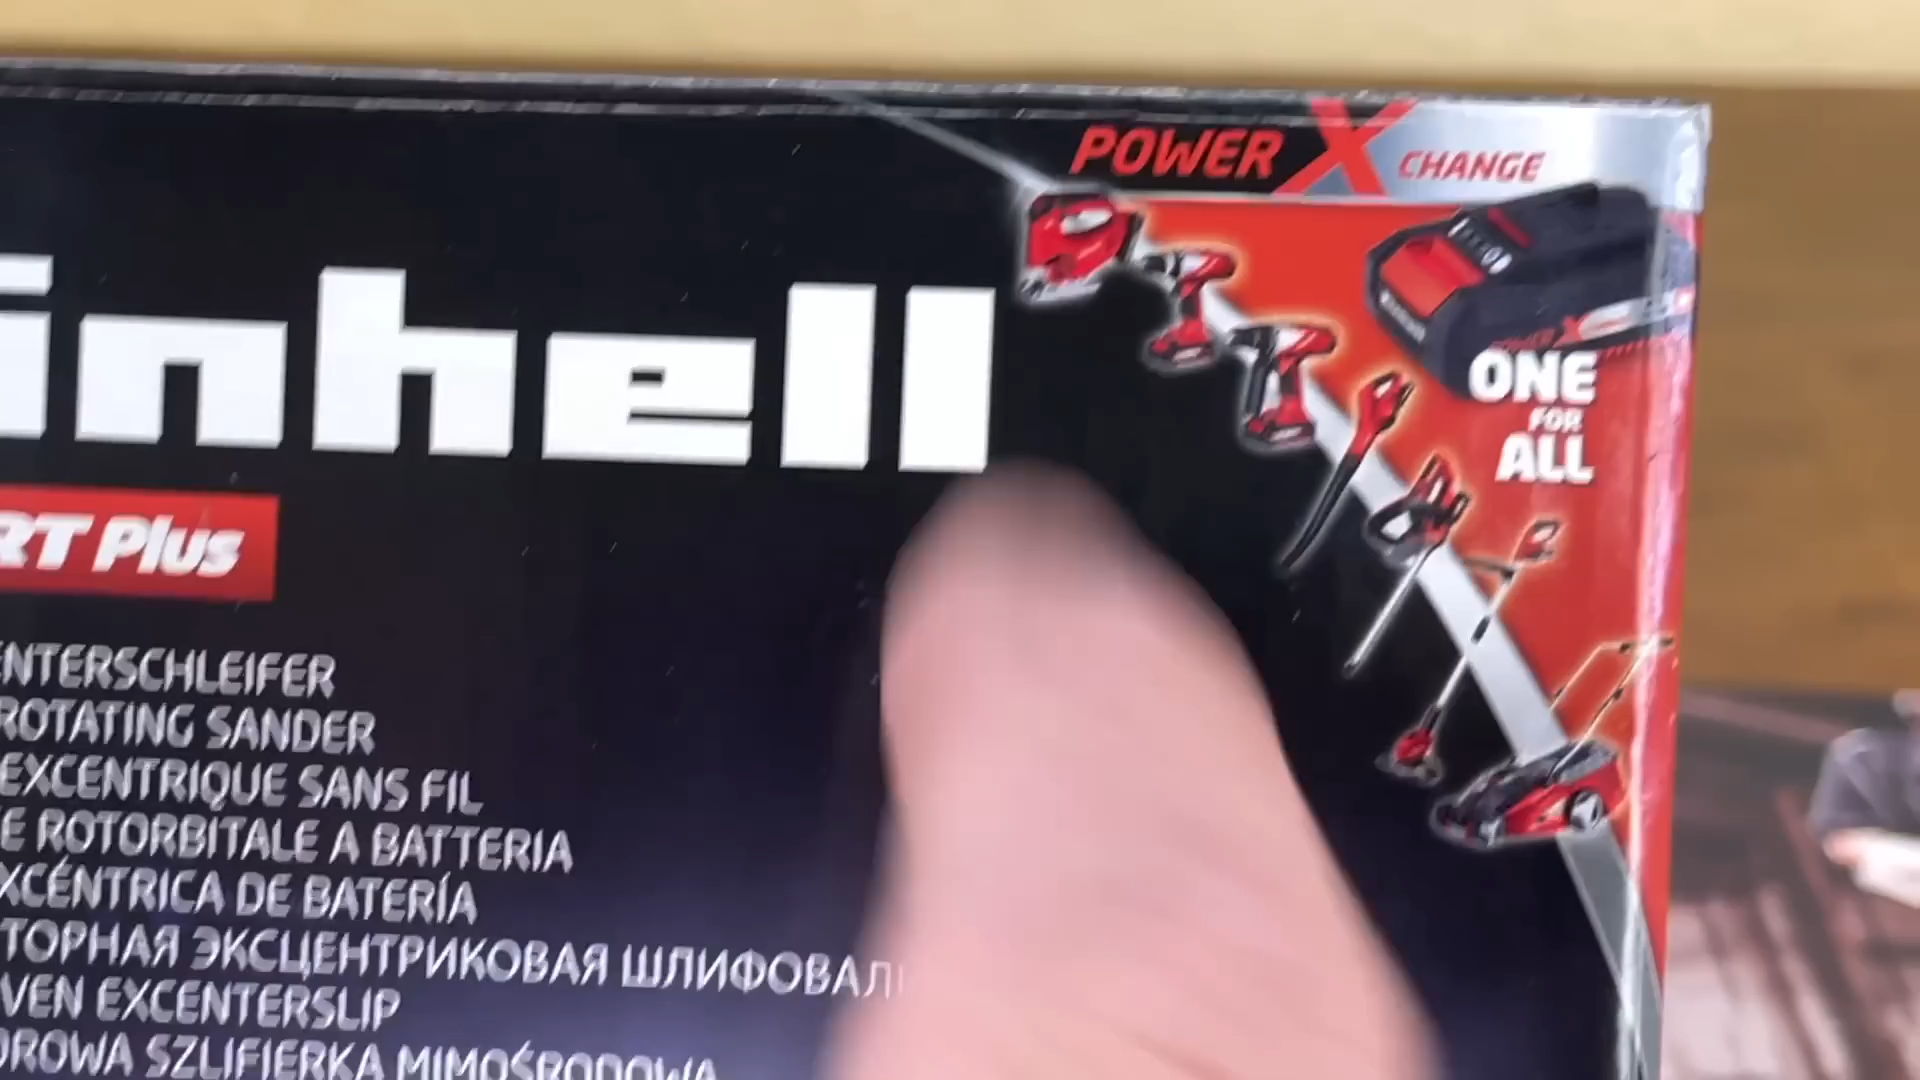 POWER X CHANGE
inhell
ONE
FOR
ALL
RT Plus
ENTERSCHLEIFER
ROTATING SANDER
EXCENTRIQUE SANS FIL
E ROTORBITALE A BATTERIA
XCÉNTRICA DE BATERÍA
ТОРНАЯ ЭКСЦЕНТРИКОВАЯ ШЛИФОВАЛ
VEN EXCENTERSLIP
OROWA SZLIFIERKA MIMOŚRODOWA